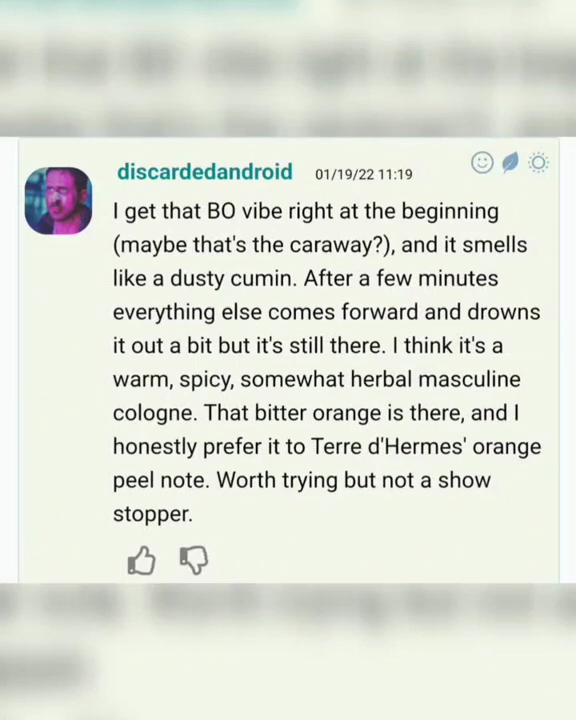 discardedandroid 01/19/22 11:19
I get that BO vibe right at the beginning
(maybe that's the caraway?), and it smells
like a dusty cumin. After a few minutes
everything else comes forward and drowns
it out a bit but it's still there. I think it's a
warm, spicy, somewhat herbal masculine
cologne. That bitter orange is there, and I
honestly prefer it to Terre d'Hermes' orange
peel note. Worth trying but not a show
stopper.